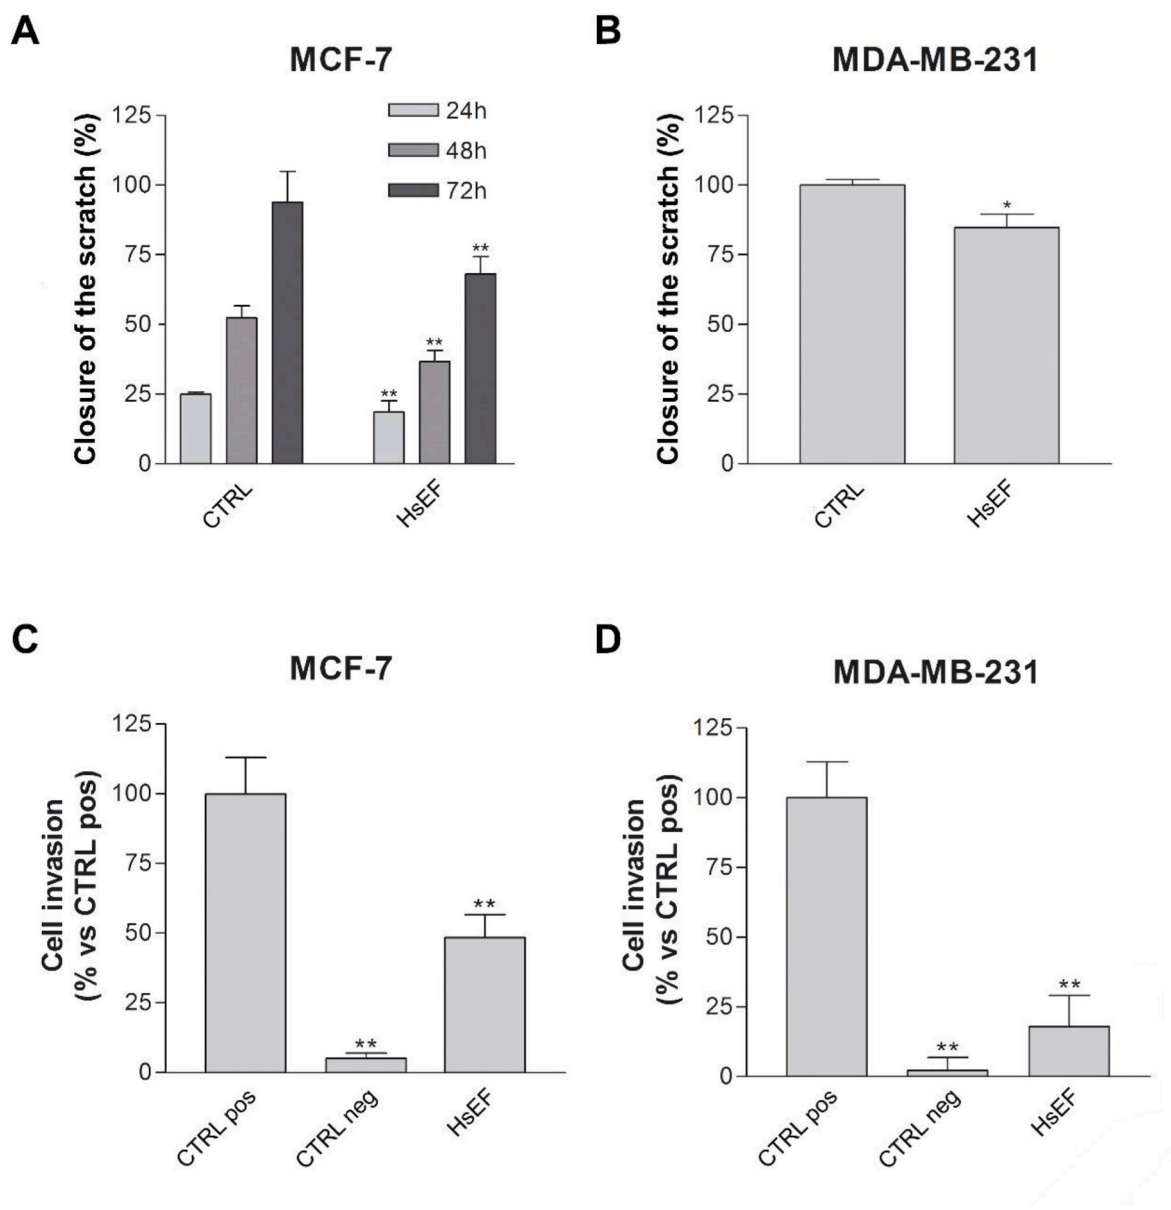 A
MCF-7
Closure of the scratch (%)
125
100
75
50
25
0
24h
48h
72h
**
**
**
CTRL
HsEF
B
MDA-MB-231
Closure of the scratch (%)
125
100
75
50
25
0
*
CTRL
HsEF
C
MCF-7
Cell invasion
(% vs CTRL pos)
125
100
75
50
25
0
**
**
CTRL pos
CTRL neg
HsEF
D
MDA-MB-231
Cell invasion
(% vs CTRL pos)
125
100
75
50
25
0
**
**
CTRL pos
CTRL neg
HsEF